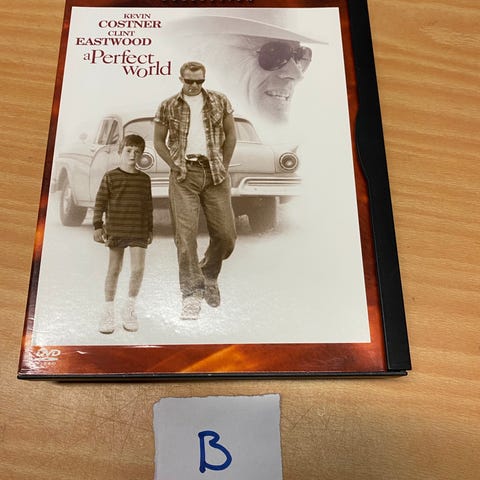 KEVIN
COSTNER
CLINT
EASTWOOD
a Perfect
World
DVD
B